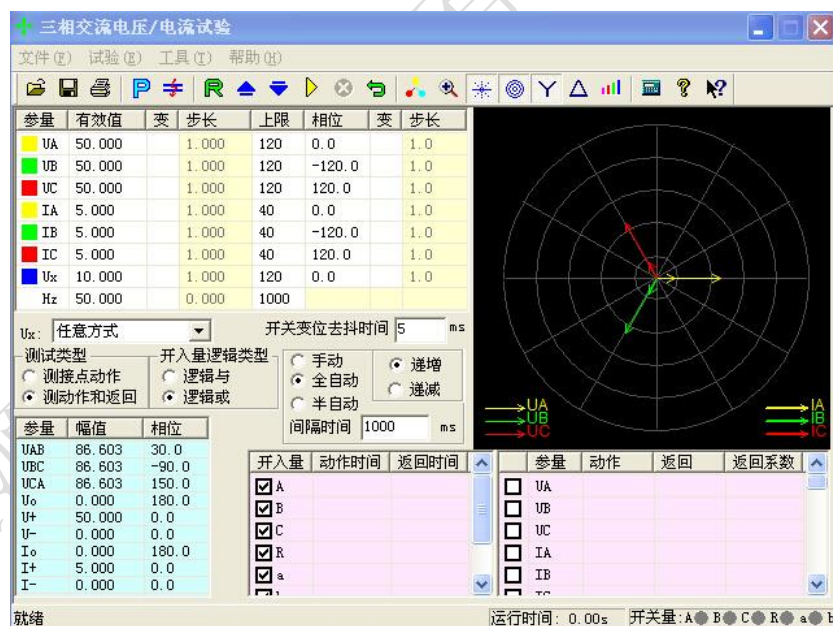 三相交流电压/电流试验
文件(F) 试验(E) 工具(T) 帮助(H)
参量 有效值 变 步长 上限 相位 变 步长
UA 50.000 1.000 120 0.0 1.0
UB 50.000 1.000 120 -120.0 1.0
UC 50.000 1.000 120 120.0 1.0
IA 5.000 1.000 40 0.0 1.0
IB 5.000 1.000 40 -120.0 1.0
IC 5.000 1.000 40 120.0 1.0
Ux 10.000 1.000 120 0.0 1.0
Hz 50.000 0.000 1000
Ux: 任意方式 开关变位去抖时间 5 ms
测试类型
测接点动作
测动作和返回
开入量逻辑类型
逻辑与
逻辑或
手动
全自动
半自动
递增
递减
间隔时间 1000 ms
UA
UB
UC
IA
IB
IC
参量 幅值 相位
UAB 86.603 30.0
UBC 86.603 -90.0
UCA 86.603 150.0
Uo 0.000 180.0
U+ 50.000 0.0
U- 0.000 0.0
Io 0.000 180.0
I+ 5.000 0.0
I- 0.000 0.0
开入量 动作时间 返回时间
A
B
C
R
a
参量 动作 返回 返回系数
UA
UB
UC
IA
IB
就绪 运行时间: 0.00s 开关量:A B C R a